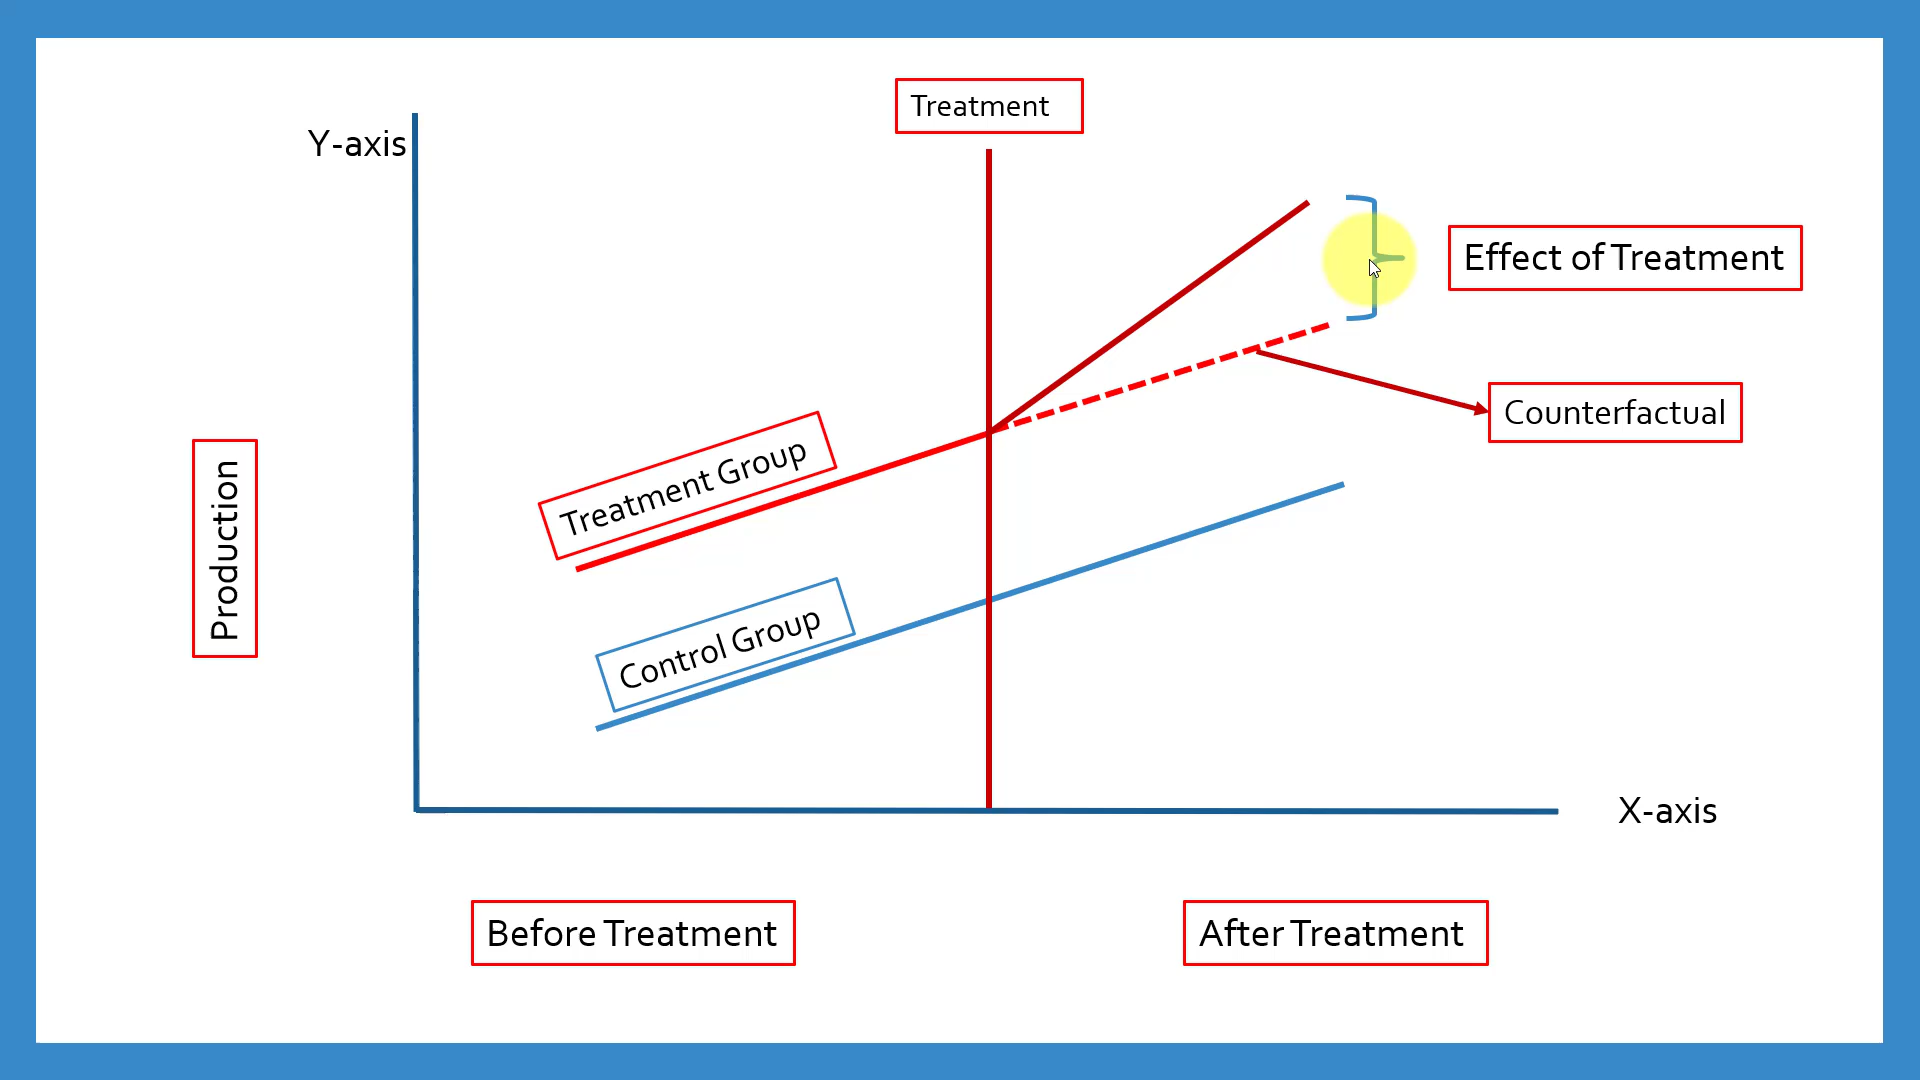 Treatment
Y-axis
Effect of Treatment
Counterfactual
Treatment Group
Production
Control Group
X-axis
Before Treatment
After Treatment